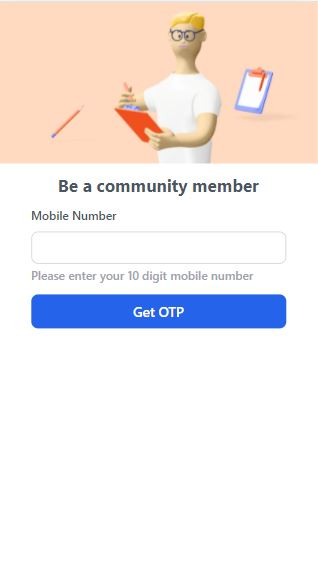 Be a community member
Mobile Number
Please enter your 10 digit mobile number
Get OTP